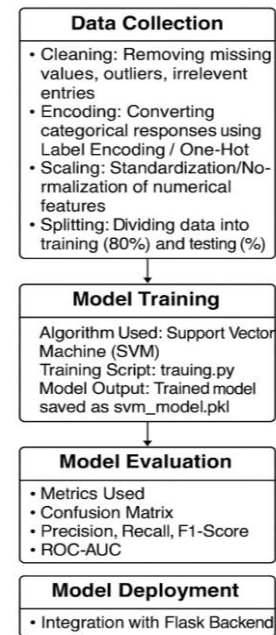 Data Collection
• Cleaning: Removing missing
values, outliers, irrelevent
entries
• Encoding: Converting
categorical responses using
Label Encoding / One-Hot
• Scaling: Standardization/No-
rmalization of numerical
features
• Splitting: Dividing data into
training (80%) and testing (%)
Model Training
Algorithm Used: Support Vector
Machine (SVM)
Training Script: trauing.py
Model Output: Trained model
saved as svm_model.pkl
Model Evaluation
• Metrics Used
• Confusion Matrix
• Precision, Recall, F1-Score
• ROC-AUC
Model Deployment
• Integration with Flask Backend